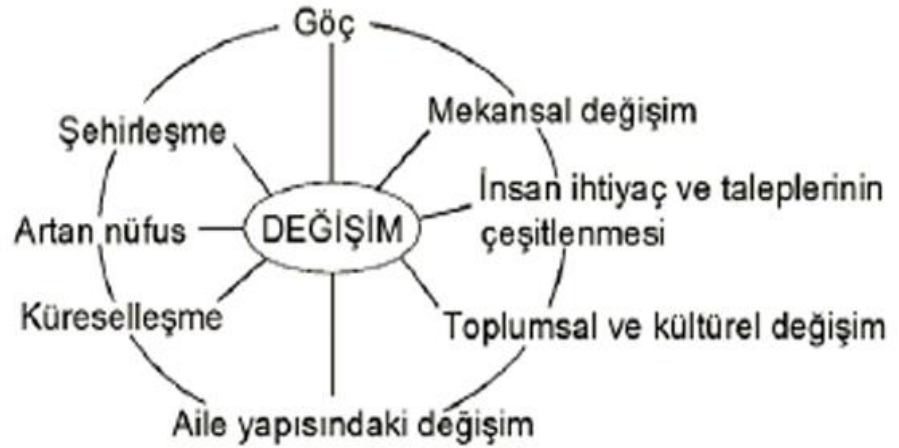 Göç
Mekansal değişim
Şehirleşme
İnsan ihtiyaç ve taleplerinin
çeşitlenmesi
Artan nüfus
DEĞİŞİM
Küreselleşme
Toplumsal ve kültürel değişim
Aile yapısındaki değişim